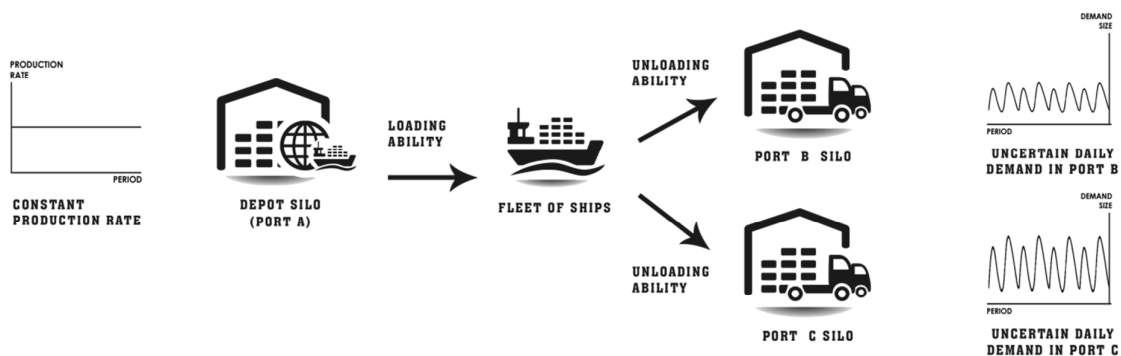 PRODUCTION
RATE
PERIOD
CONSTANT
PRODUCTION RATE
DEPOT SILO
(PORT A)
LOADING
ABILITY
FLEET OF SHIPS
UNLOADING
ABILITY
PORT B SILO
DEMAND
SIZE
PERIOD
UNCERTAIN DAILY
DEMAND IN PORT B
UNLOADING
ABILITY
PORT C SILO
DEMAND
SIZE
PERIOD
UNCERTAIN DAILY
DEMAND IN PORT C